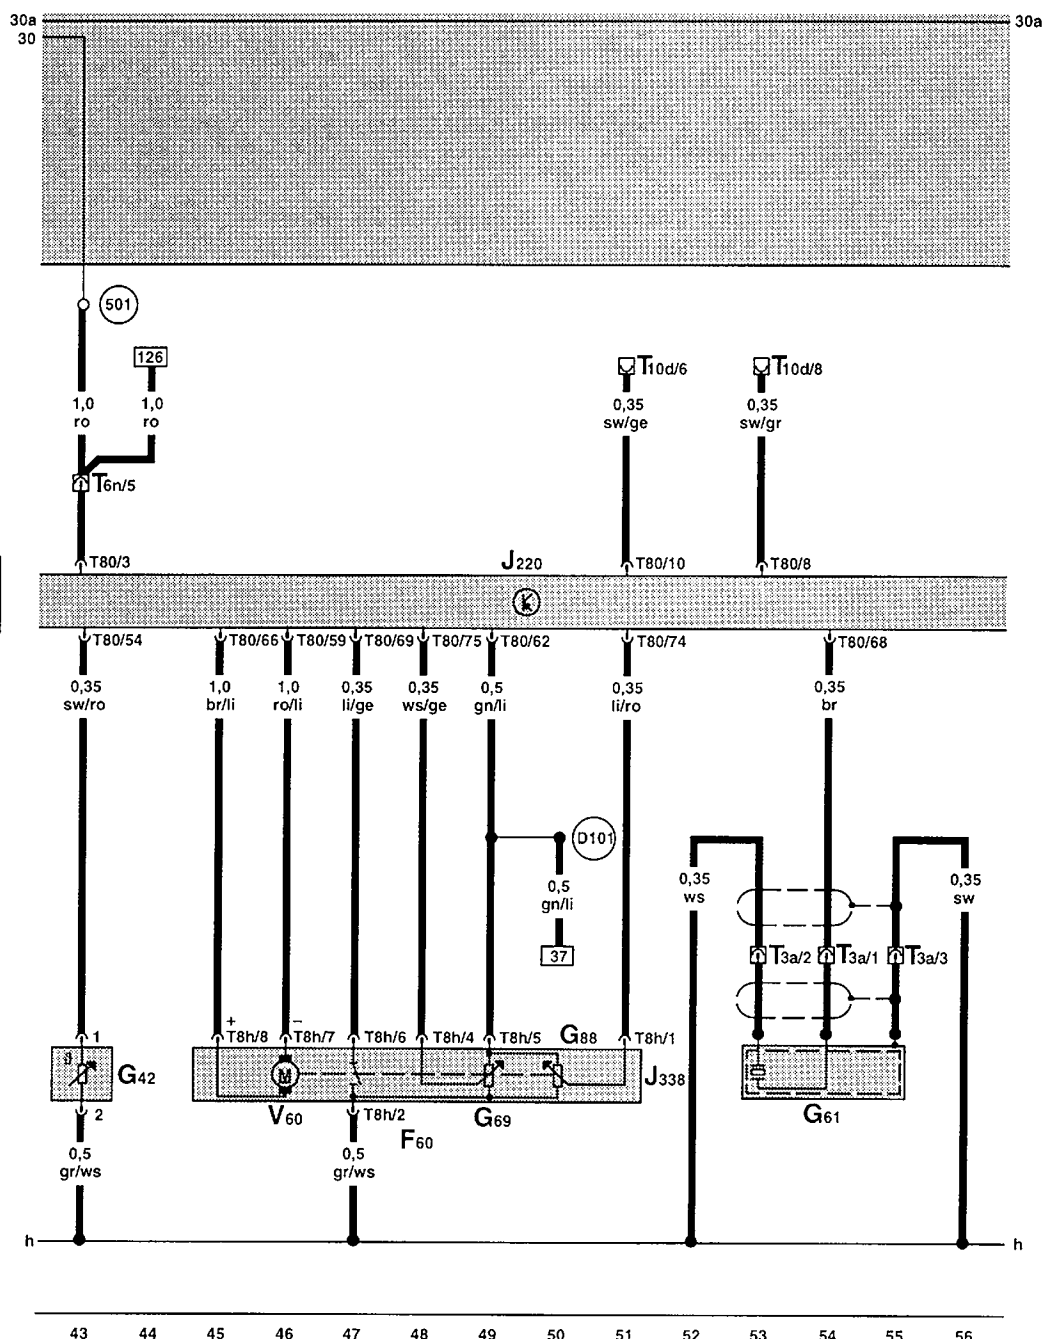 30a 30a
30
501
126
T10d/6 T10d/8
1,0 1,0 0,35 0,35
ro ro sw/ge sw/gr
T6n/5
T80/3 J220 T80/10 T80/8
T80/54 T80/66 T80/59 T80/69 T80/75 T80/62 T80/74 T80/68
0,35 1,0 1,0 0,35 0,35 0,5 0,35 0,35
sw/ro br/li ro/li li/ge ws/ge gn/li li/ro br
D101
0,35 0,35
ws sw
0,5
gn/li
37 T3a/2 T3a/1 T3a/3
+ –
1 T8h/8 T8h/7 T8h/6 T8h/4 T8h/5 G88 T8h/1
ϑ M G42 J338
2 V60 T8h/2 G69 G61
F60
0,5 0,5
gr/ws gr/ws
h h
43 44 45 46 47 48 49 50 51 52 53 54 55 56